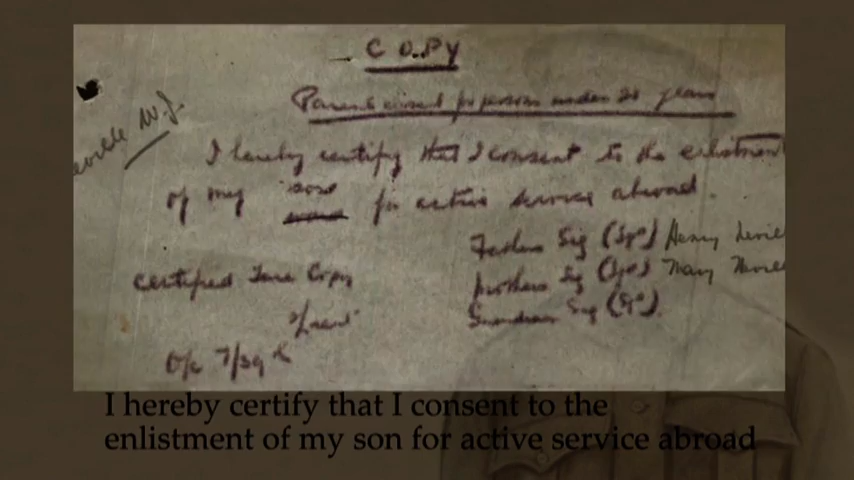 COPY
Parents consent for persons under 21 years
W.J.
I hereby certify that I consent to the enlistment
of my son for active service abroad.
Fathers Sig (Sgd) Henry
Certified True Copy
Mothers Sig (Sgd) Mary
Guardian Sig (Sgd).
O/c
I hereby certify that I consent to the
enlistment of my son for active service abroad